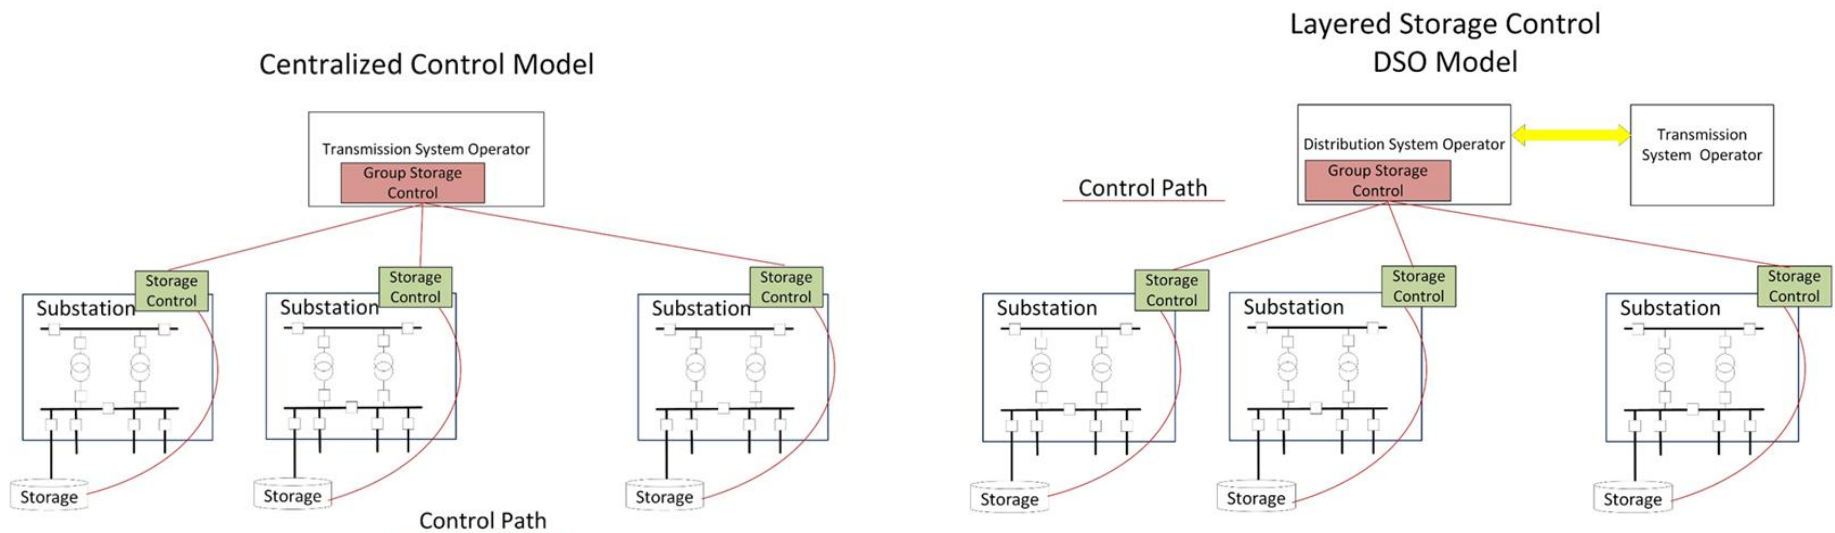 Centralized Control Model
Transmission System Operator
Group Storage
Control
Storage
Control
Substation
Storage
Storage
Control
Substation
Storage
Storage
Control
Substation
Storage
Control Path
Layered Storage Control
DSO Model
Distribution System Operator
Group Storage
Control
Transmission
System Operator
Control Path
Storage
Control
Substation
Storage
Storage
Control
Substation
Storage
Storage
Control
Substation
Storage